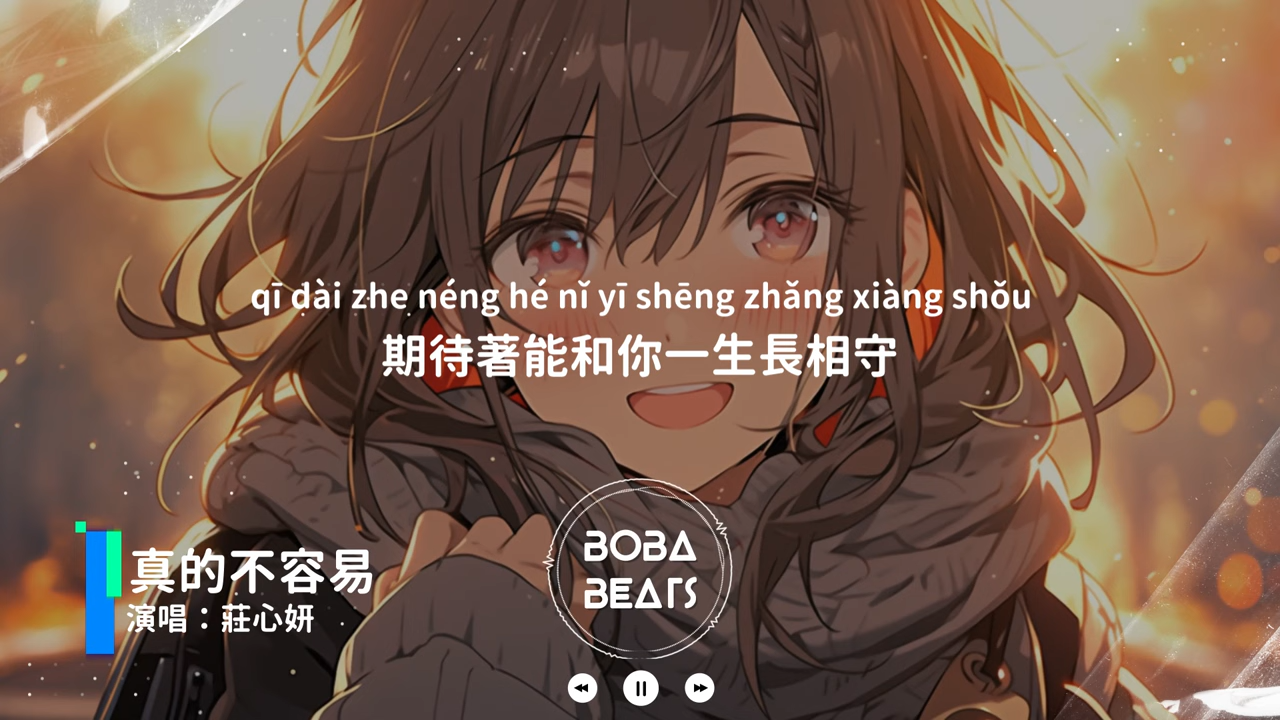 qī dài zhe néng hé nǐ yī shēng zhǎng xiàng shǒu
期待著能和你一生長相守
BOBA
BEATS
真的不容易
演唱：莊心妍